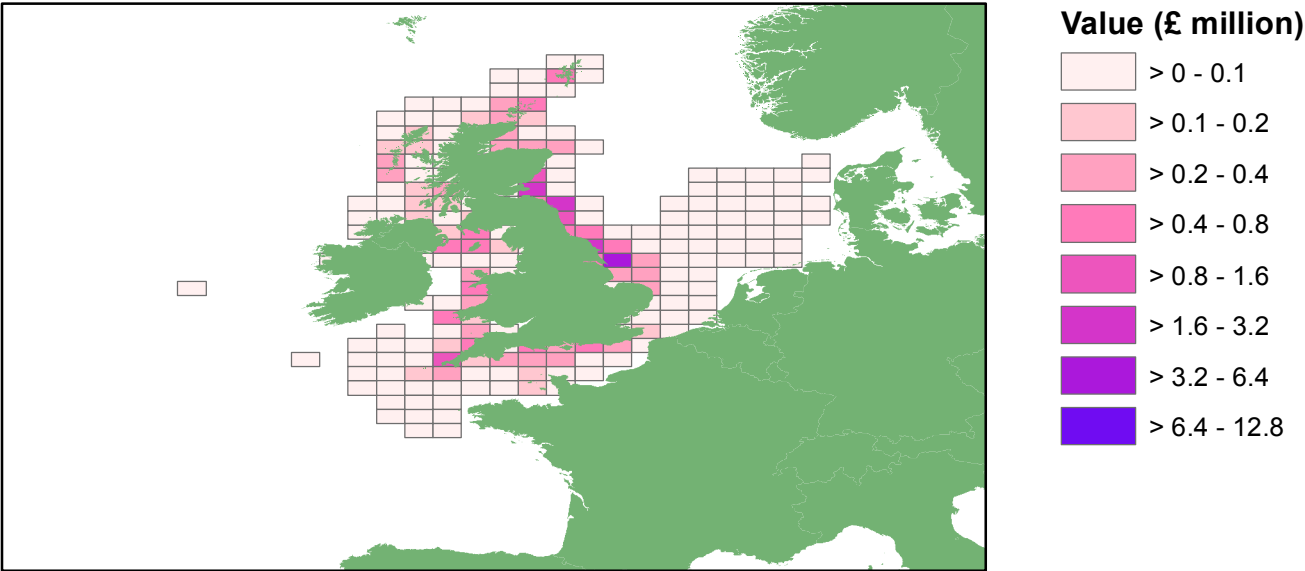 Value (£ million)
> 0 - 0.1
> 0.1 - 0.2
> 0.2 - 0.4
> 0.4 - 0.8
> 0.8 - 1.6
> 1.6 - 3.2
> 3.2 - 6.4
> 6.4 - 12.8